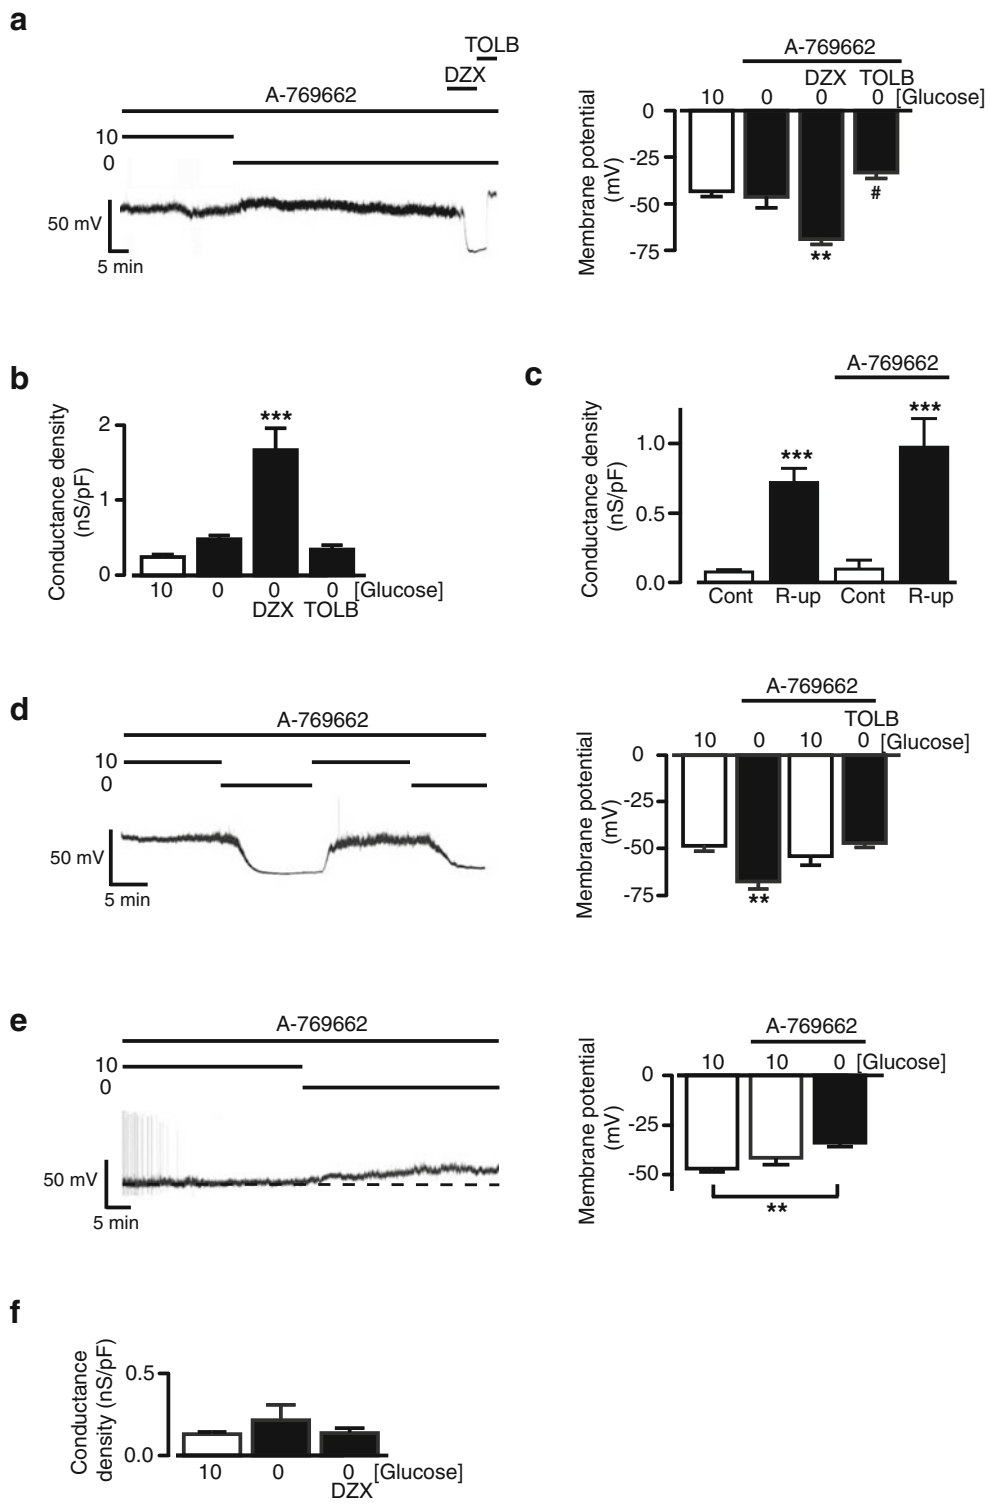 a
TOLB
DZX
A-769662
10
0
50 mV
5 min
A-769662
DZX TOLB
10 0 0 0 [Glucose]
0
-25
-50
-75
Membrane potential
(mV)
**
#
b
Conductance density
(nS/pF)
2
1
0
***
10 0 0 0 [Glucose]
DZX TOLB
c
A-769662
Conductance density
(nS/pF)
1.0
0.5
0.0
***
***
Cont R-up Cont R-up
d
A-769662
10
0
50 mV
5 min
A-769662
TOLB
10 0 10 0 [Glucose]
0
-25
-50
-75
Membrane potential
(mV)
**
e
A-769662
10
0
50 mV
5 min
A-769662
10 10 0 [Glucose]
0
-25
-50
Membrane potential
(mV)
**
f
Conductance
density (nS/pF)
0.5
0.0
10 0 0 [Glucose]
DZX